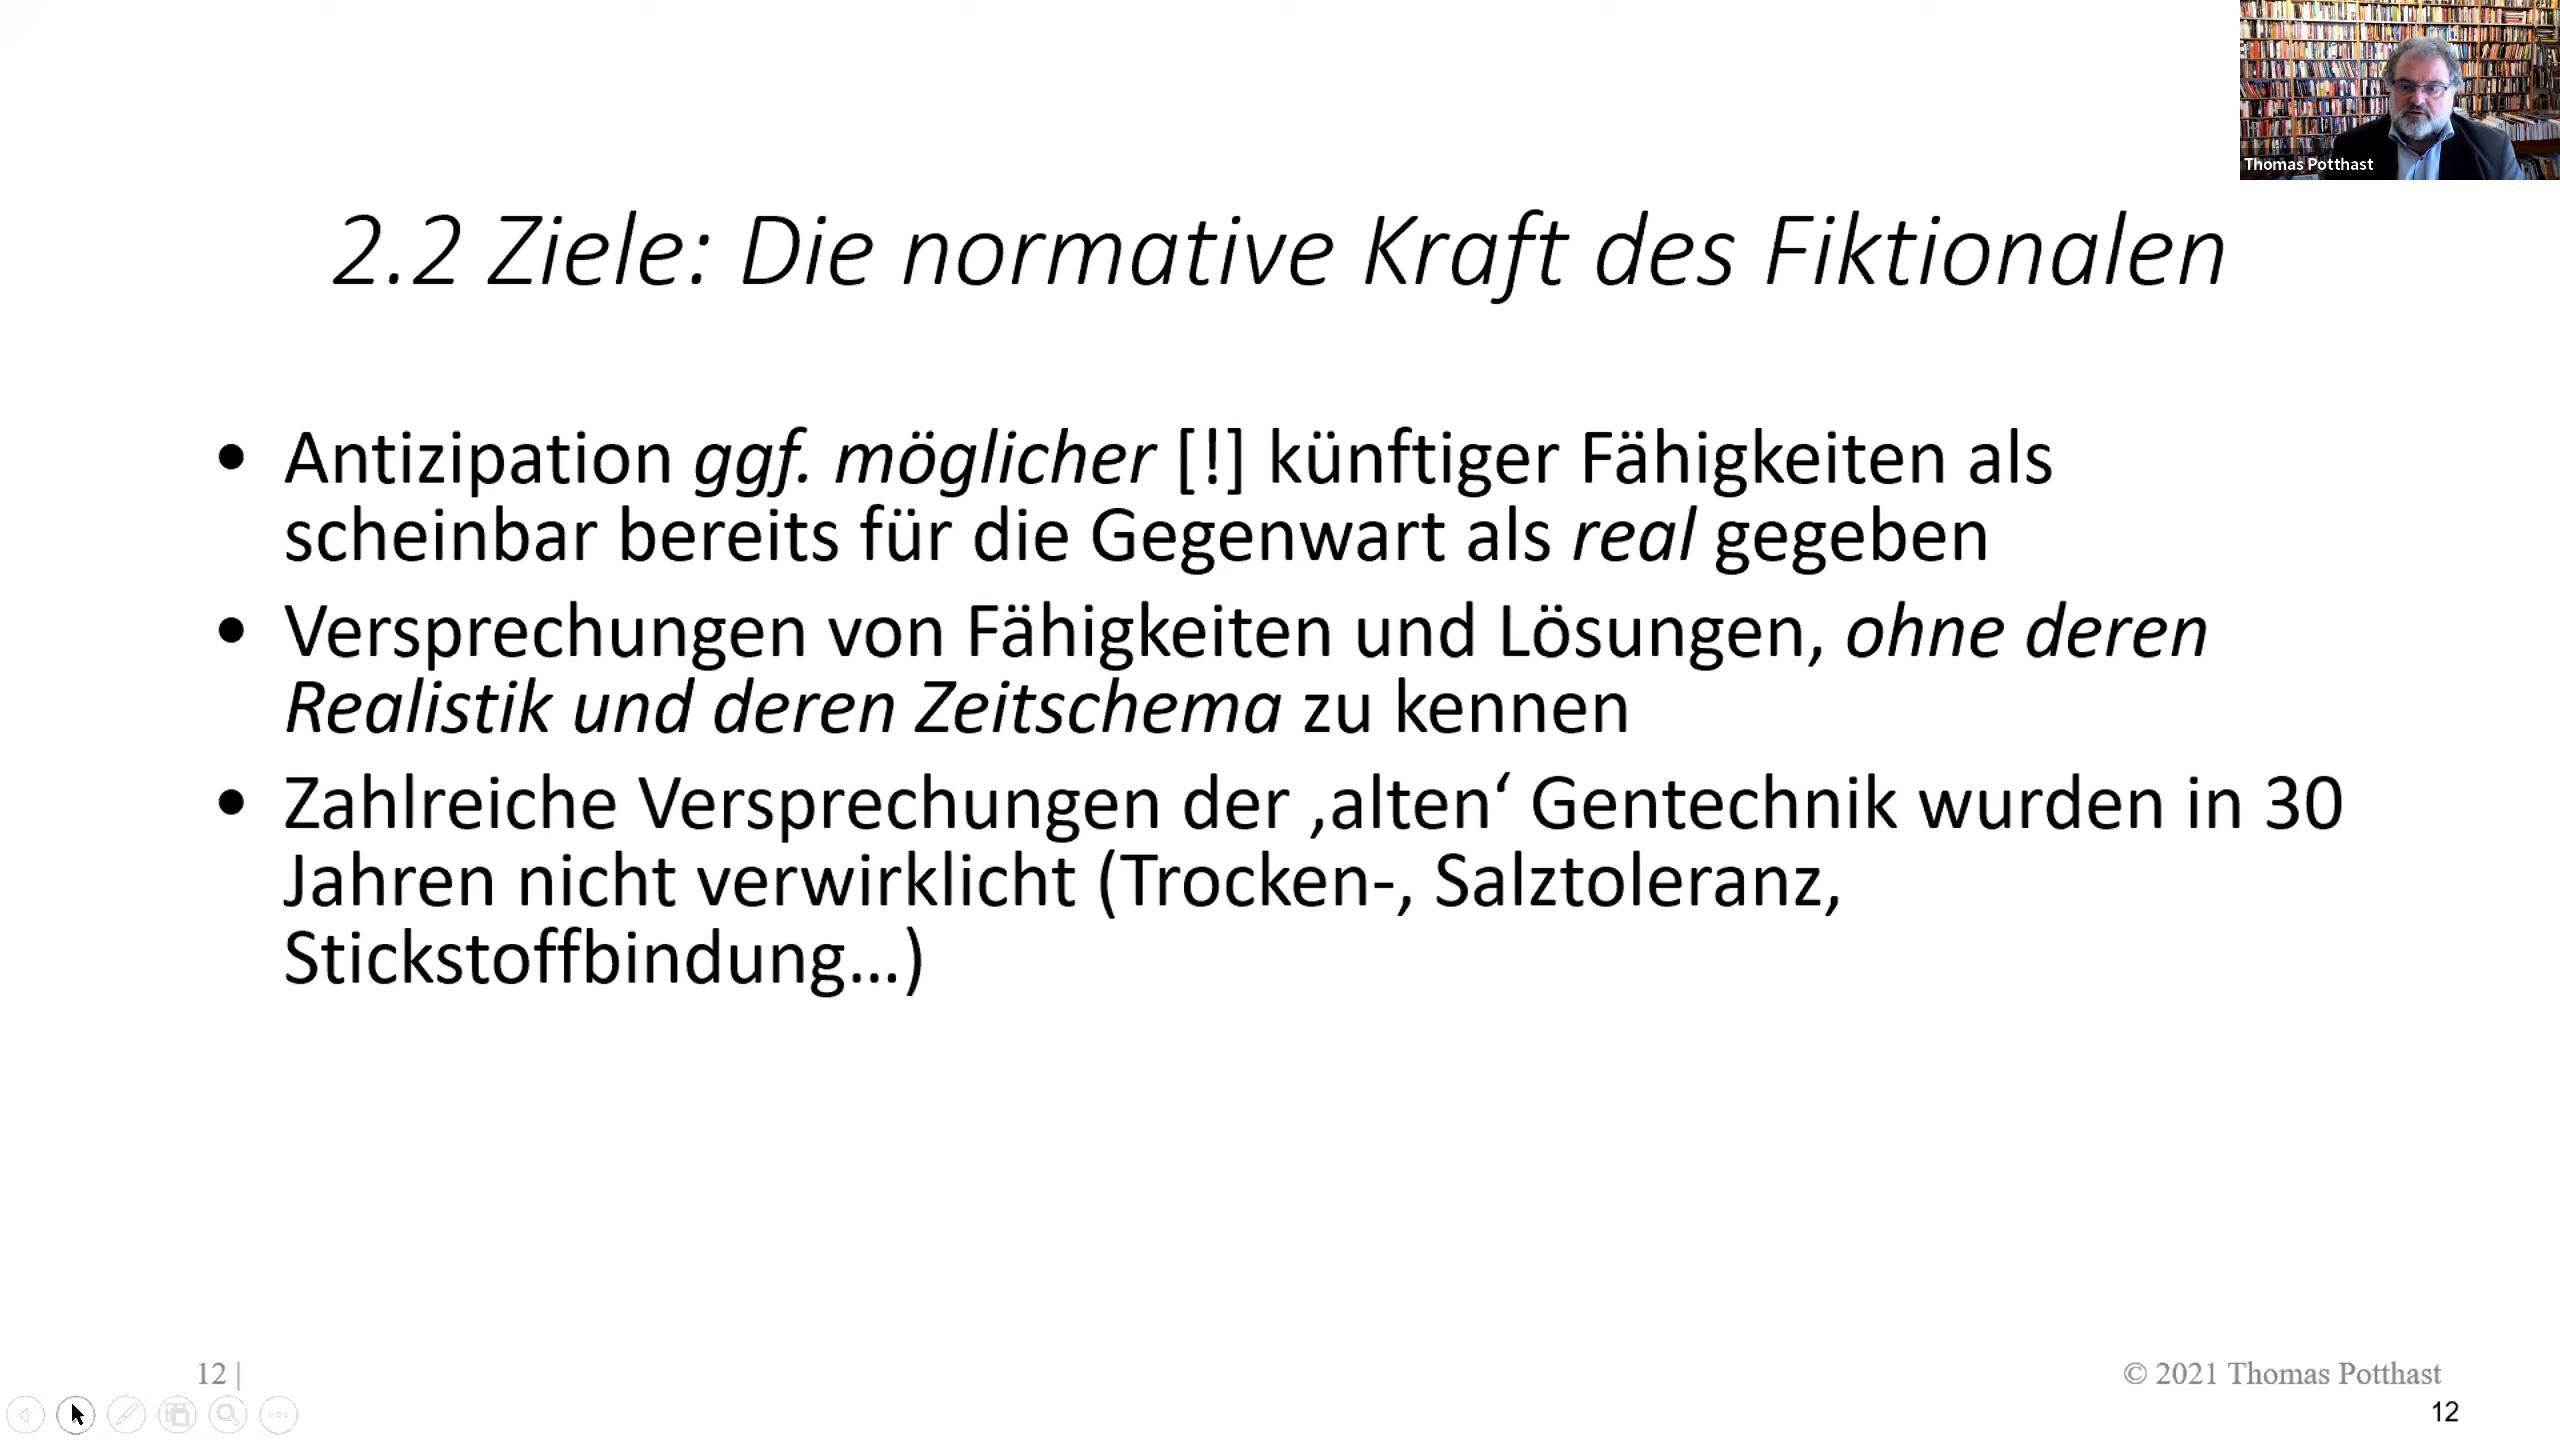 Thomas Potthast
2.2 Ziele: Die normative Kraft des Fiktionalen
• Antizipation ggf. möglicher [!] künftiger Fähigkeiten als
scheinbar bereits für die Gegenwart als real gegeben
• Versprechungen von Fähigkeiten und Lösungen, ohne deren
Realistik und deren Zeitschema zu kennen
• Zahlreiche Versprechungen der ‚alten‘ Gentechnik wurden in 30
Jahren nicht verwirklicht (Trocken-, Salztoleranz,
Stickstoffbindung…)
12 |
© 2021 Thomas Potthast
12